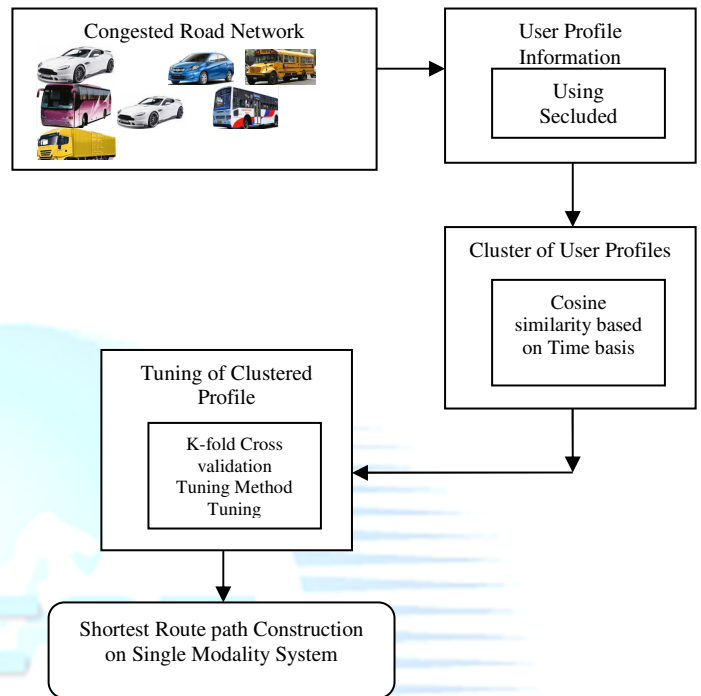 Congested Road Network
User Profile
Information
Using
Secluded
Cluster of User Profiles
Cosine
similarity based
on Time basis
Tuning of Clustered
Profile
K-fold Cross
validation
Tuning Method
Tuning
Shortest Route path Construction
on Single Modality System